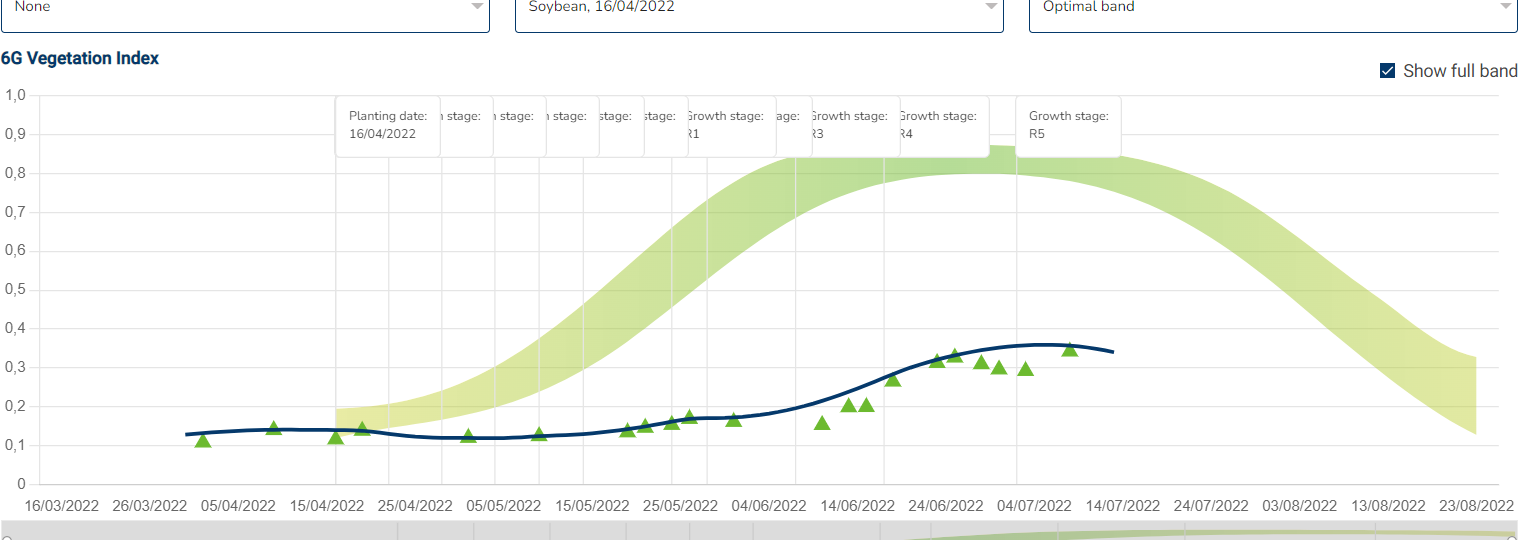 None
Soybean, 16/04/2022
Optimal band
6G Vegetation Index
Show full band
1,0
0,9
0,8
0,7
0,6
0,5
0,4
0,3
0,2
0,1
0
Planting date:
16/04/2022
stage:
stage:
stage:
stage:
stage:
Growth stage:
R1
age:
Growth stage:
R3
Growth stage:
R4
Growth stage:
R5
16/03/2022
26/03/2022
05/04/2022
15/04/2022
25/04/2022
05/05/2022
15/05/2022
25/05/2022
04/06/2022
14/06/2022
24/06/2022
04/07/2022
14/07/2022
24/07/2022
03/08/2022
13/08/2022
23/08/2022